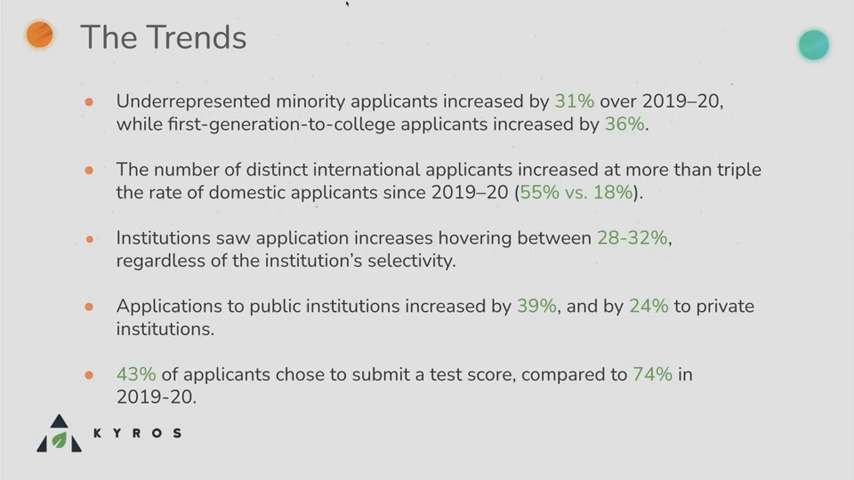 The Trends
Underrepresented minority applicants increased by 31% over 2019–20,
while first-generation-to-college applicants increased by 36%.
The number of distinct international applicants increased at more than triple
the rate of domestic applicants since 2019–20 (55% vs. 18%).
Institutions saw application increases hovering between 28-32%,
regardless of the institution’s selectivity.
Applications to public institutions increased by 39%, and by 24% to private
institutions.
43% of applicants chose to submit a test score, compared to 74% in
2019-20.
KYROS